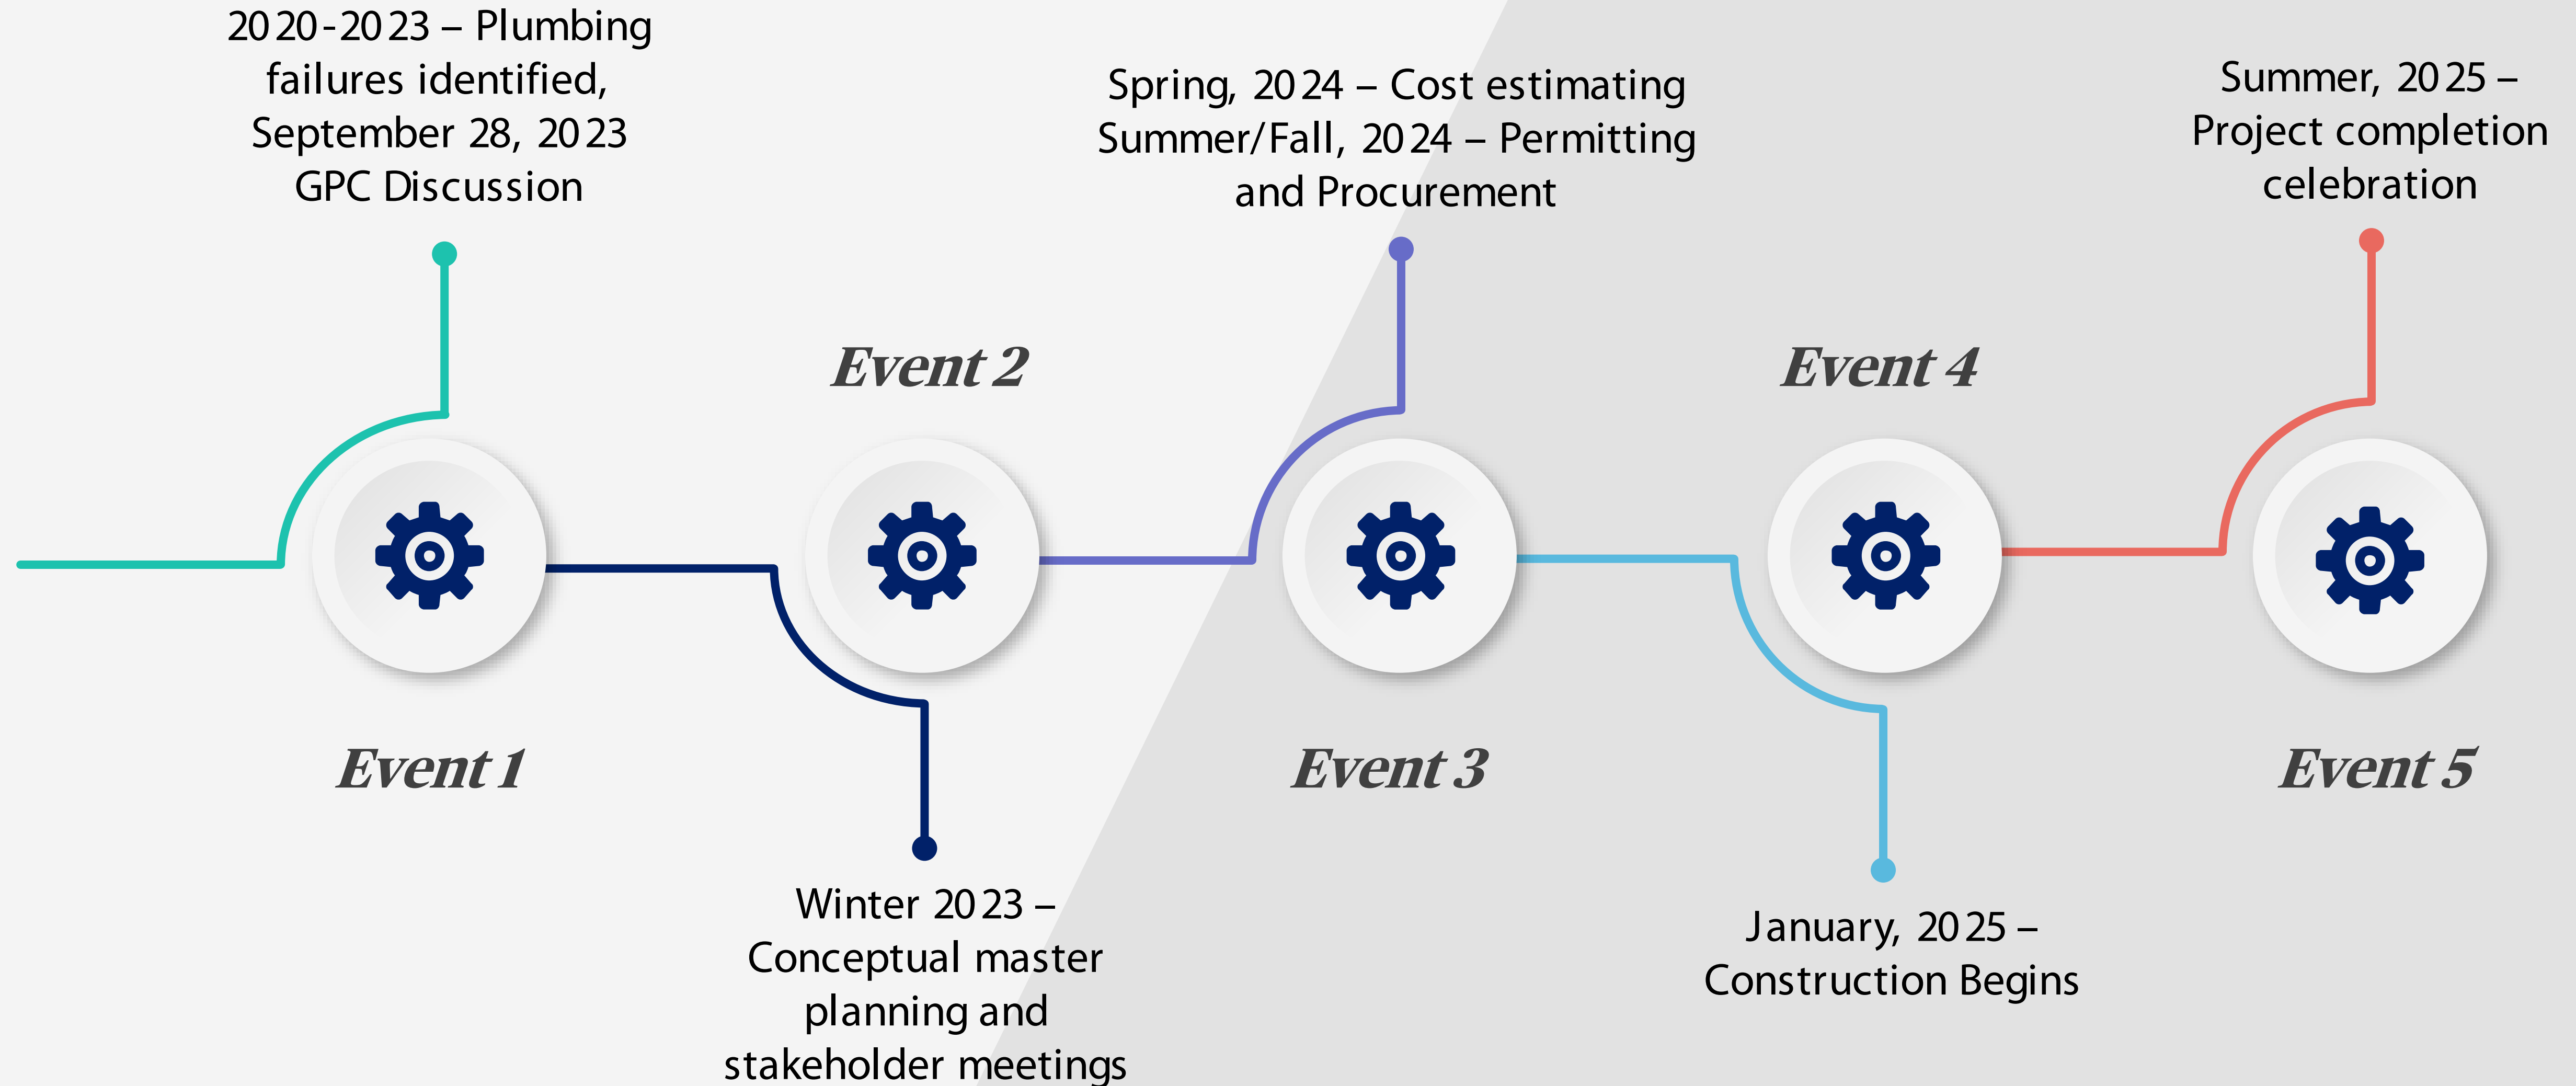 2020-2023 – Plumbing
failures identified,
September 28, 2023
GPC Discussion
Event 1
Event 2
Winter 2023 –
Conceptual master
planning and
stakeholder meetings
Spring, 2024 – Cost estimating
Summer/Fall, 2024 – Permitting
and Procurement
Event 3
Event 4
January, 2025 –
Construction Begins
Summer, 2025 –
Project completion
celebration
Event 5